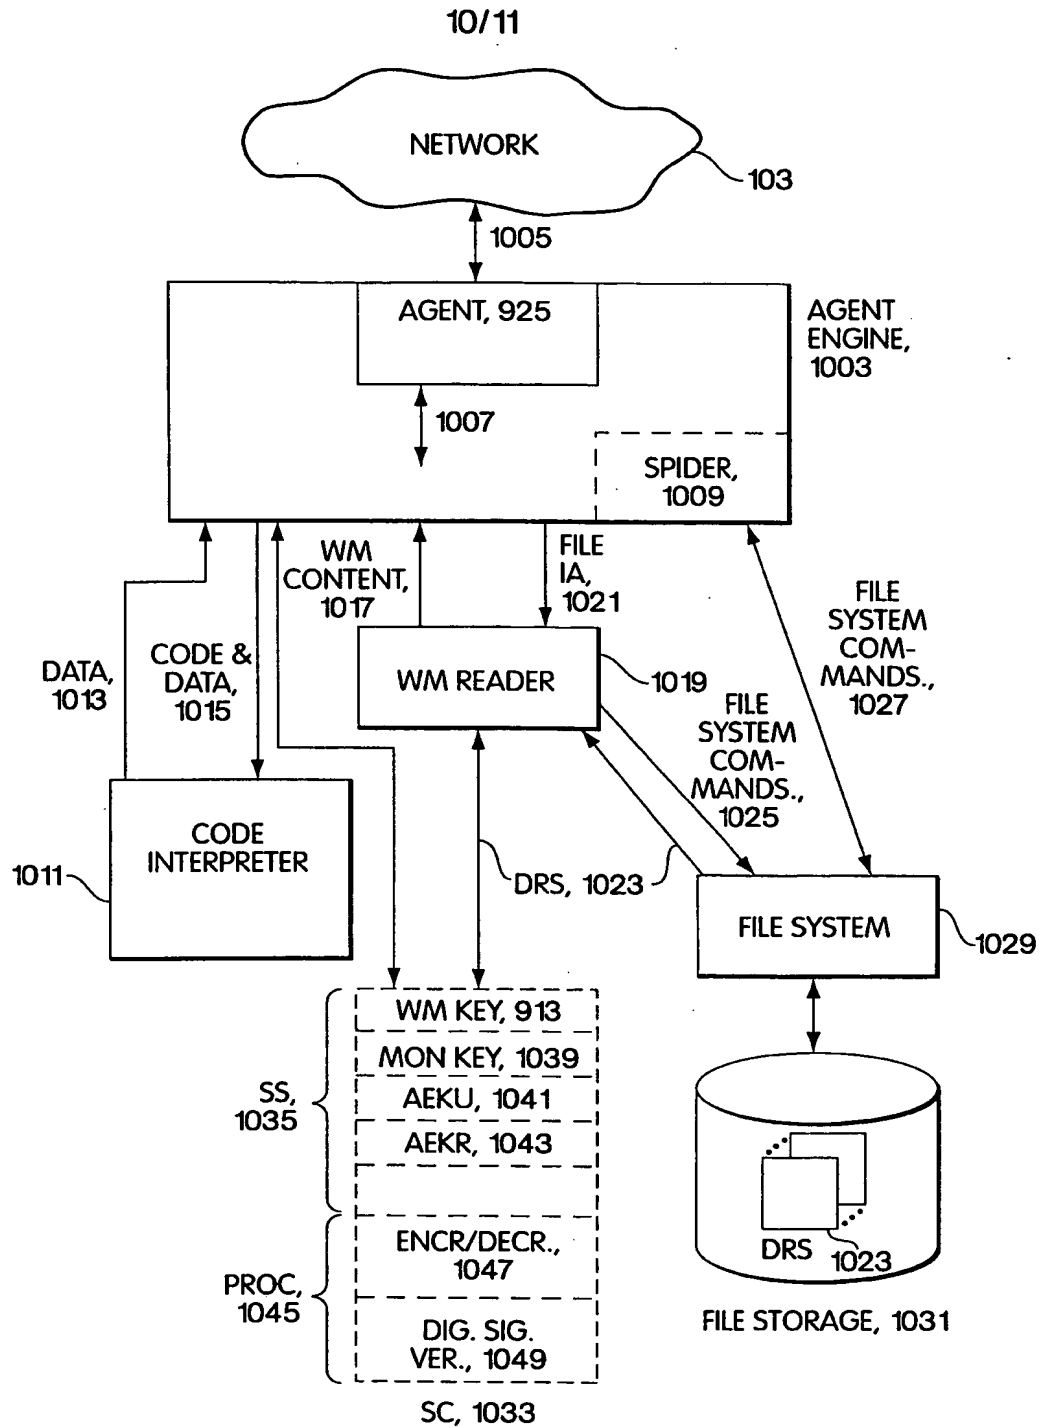 10/11
NETWORK
103
1005
AGENT, 925
AGENT
ENGINE,
1003
1007
SPIDER,
1009
WM
CONTENT,
1017
FILE
IA,
1021
FILE
SYSTEM
COM-
MANDS.,
1027
DATA,
1013
CODE &
DATA,
1015
WM READER
1019
FILE
SYSTEM
COM-
MANDS.,
1025
CODE
INTERPRETER
1011
DRS, 1023
FILE SYSTEM
1029
WM KEY, 913
MON KEY, 1039
AEKU, 1041
AEKR, 1043
SS,
1035
ENCR/DECR.,
1047
PROC,
1045
DIG. SIG.
VER., 1049
SC, 1033
DRS
1023
FILE STORAGE, 1031